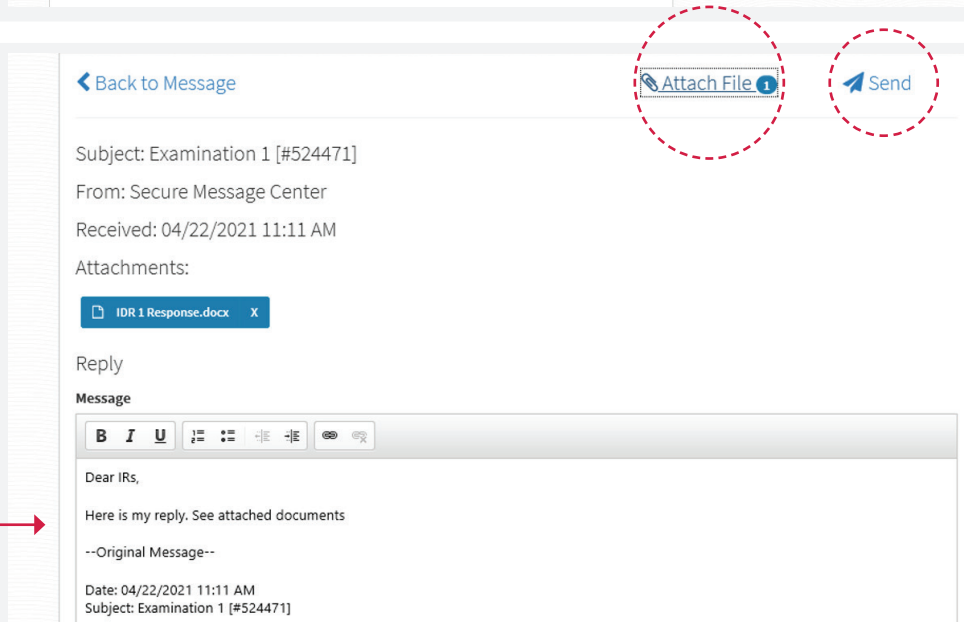 Back to Message Attach File 1 Send
Subject: Examination 1 [#524471]
From: Secure Message Center
Received: 04/22/2021 11:11 AM
Attachments:
IDR 1 Response.docx X
Reply
Message
B I U
Dear IRs,
Here is my reply. See attached documents
--Original Message--
Date: 04/22/2021 11:11 AM
Subject: Examination 1 [#524471]